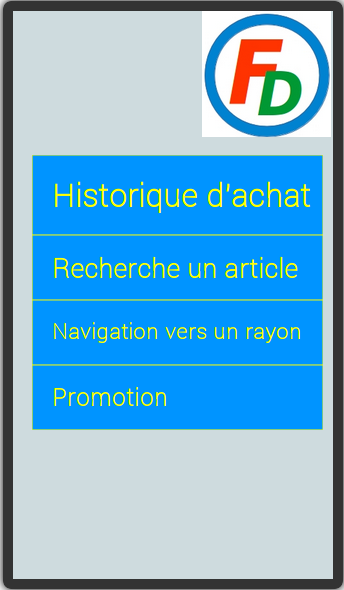 FD
Historique d'achat
Recherche un article
Navigation vers un rayon
Promotion